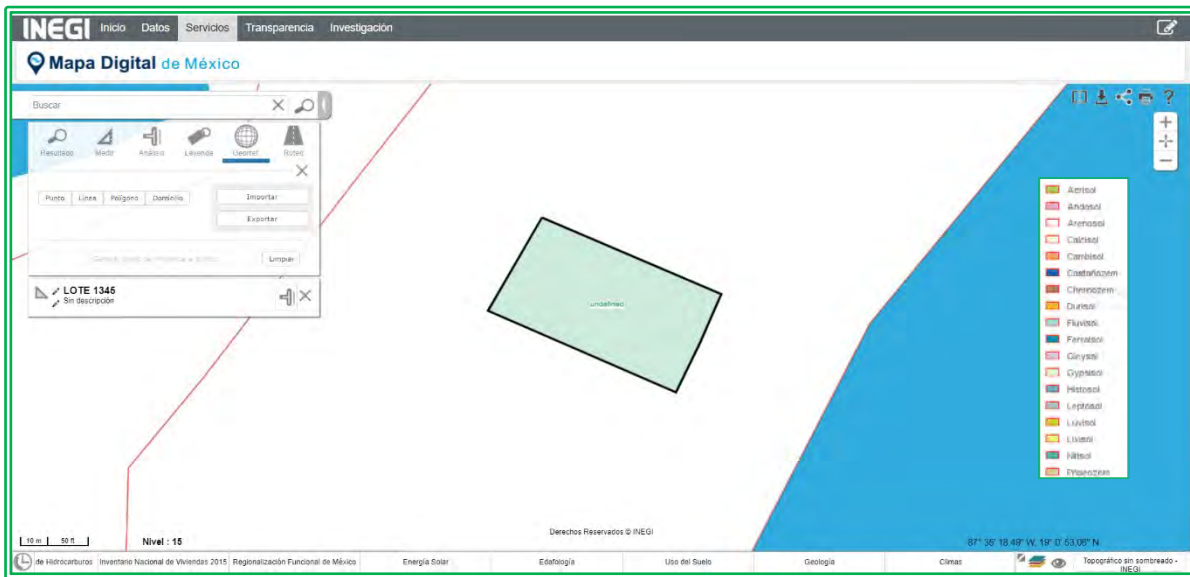 INEGI Inicio Datos Servicios Transparencia Investigación
Mapa Digital de México
Buscar
Resultado Medir Análisis Leyenda Georref. Rutas
Punto Línea Polígono Domicilio
Importar
Exportar
Limpiar
LOTE 1345
Sin descripción
undefined
?
Acrisol
Andosol
Arenosol
Calcisol
Cambisol
Castañozem
Chernozem
Durisol
Fluvisol
Ferralsol
Gleysol
Gypsisol
Histosol
Leptosol
Luvisol
Lixisol
Nitisol
Phaeozem
10 m 50 ft
Nivel : 15
Derechos Reservados © INEGI
87° 35' 18.49" W, 19° 0' 53.06" N
de Hidrocarburos Inventario Nacional de Viviendas 2015 Regionalización Funcional de México Energía Solar Edafología Uso del Suelo Geología Climas Topográfico sin sombreado -
INEGI